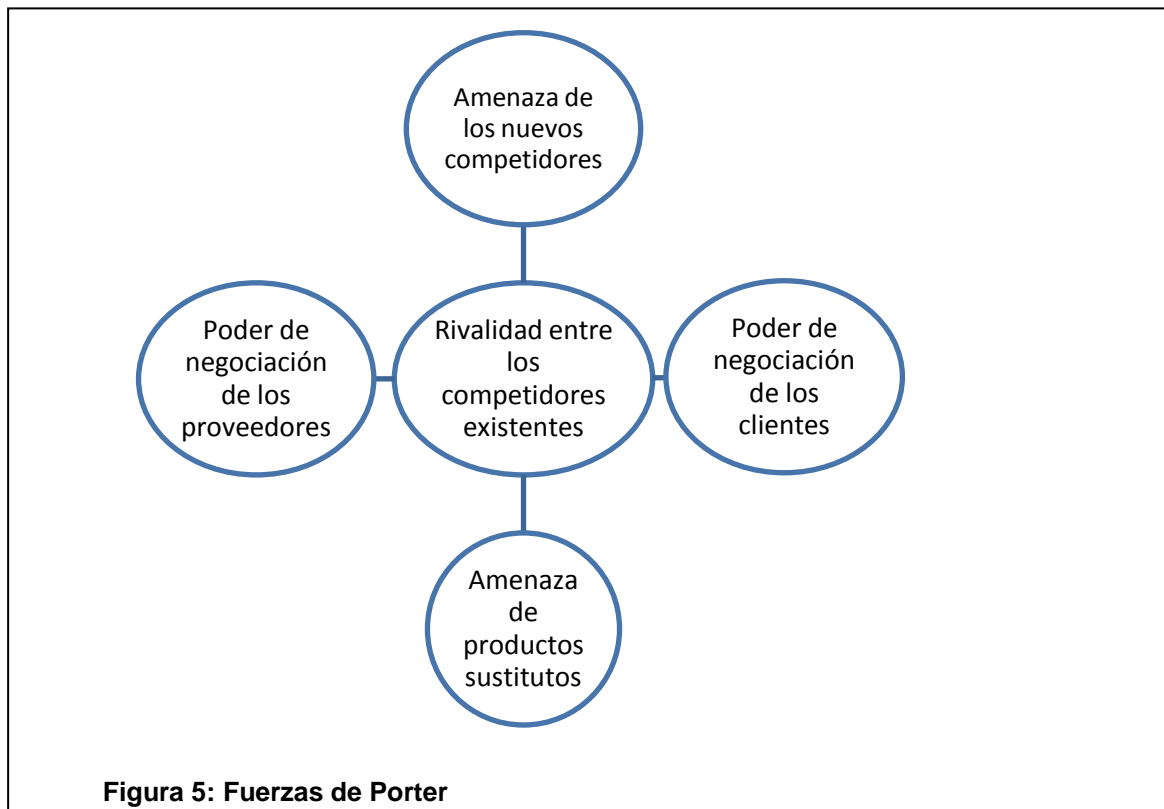 Amenaza de
los nuevos
competidores
Poder de
negociación
de los
proveedores
Rivalidad entre
los
competidores
existentes
Poder de
negociación
de los
clientes
Amenaza
de
productos
sustitutos
Figura 5: Fuerzas de Porter